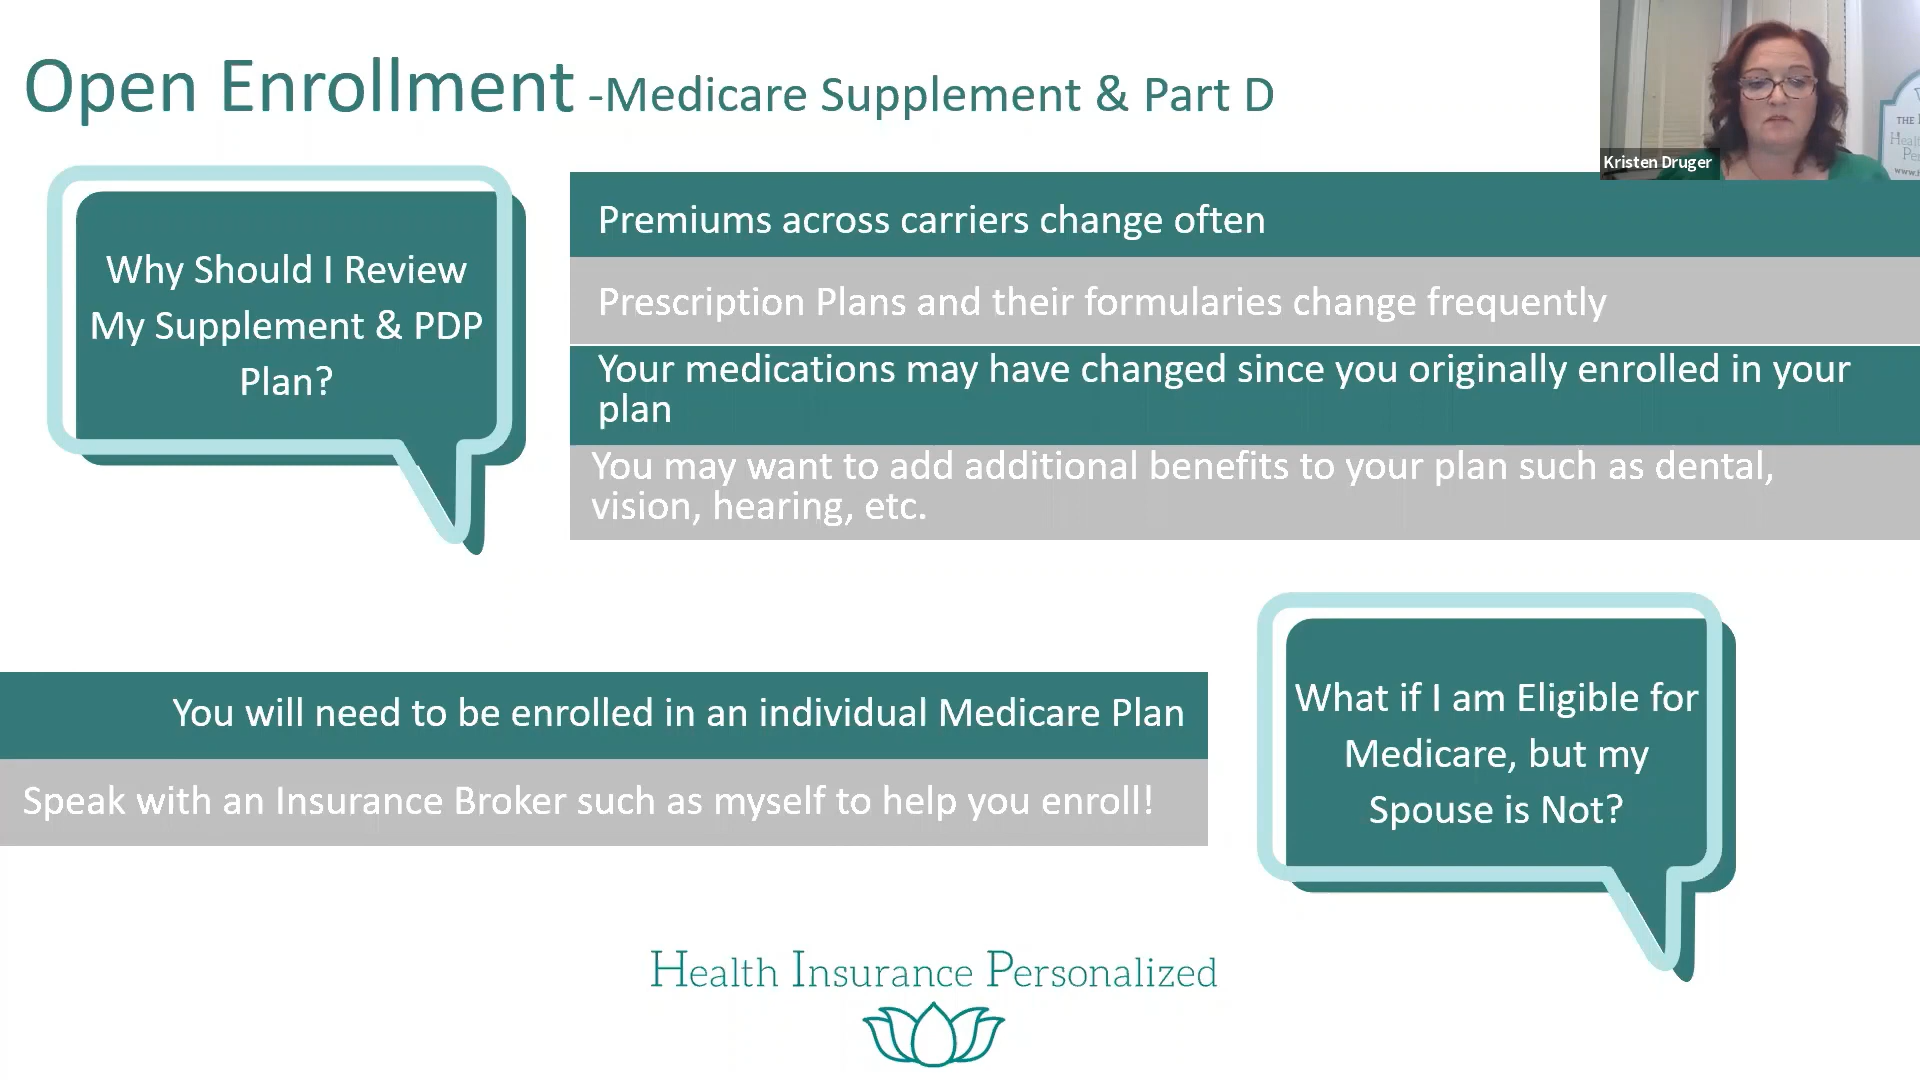 Open Enrollment -Medicare Supplement & Part D
Kristen Druger
THE
www.
Why Should I Review
My Supplement & PDP
Plan?
Premiums across carriers change often
Prescription Plans and their formularies change frequently
Your medications may have changed since you originally enrolled in your
plan
You may want to add additional benefits to your plan such as dental,
vision, hearing, etc.
You will need to be enrolled in an individual Medicare Plan
Speak with an Insurance Broker such as myself to help you enroll!
What if I am Eligible for
Medicare, but my
Spouse is Not?
Health Insurance Personalized